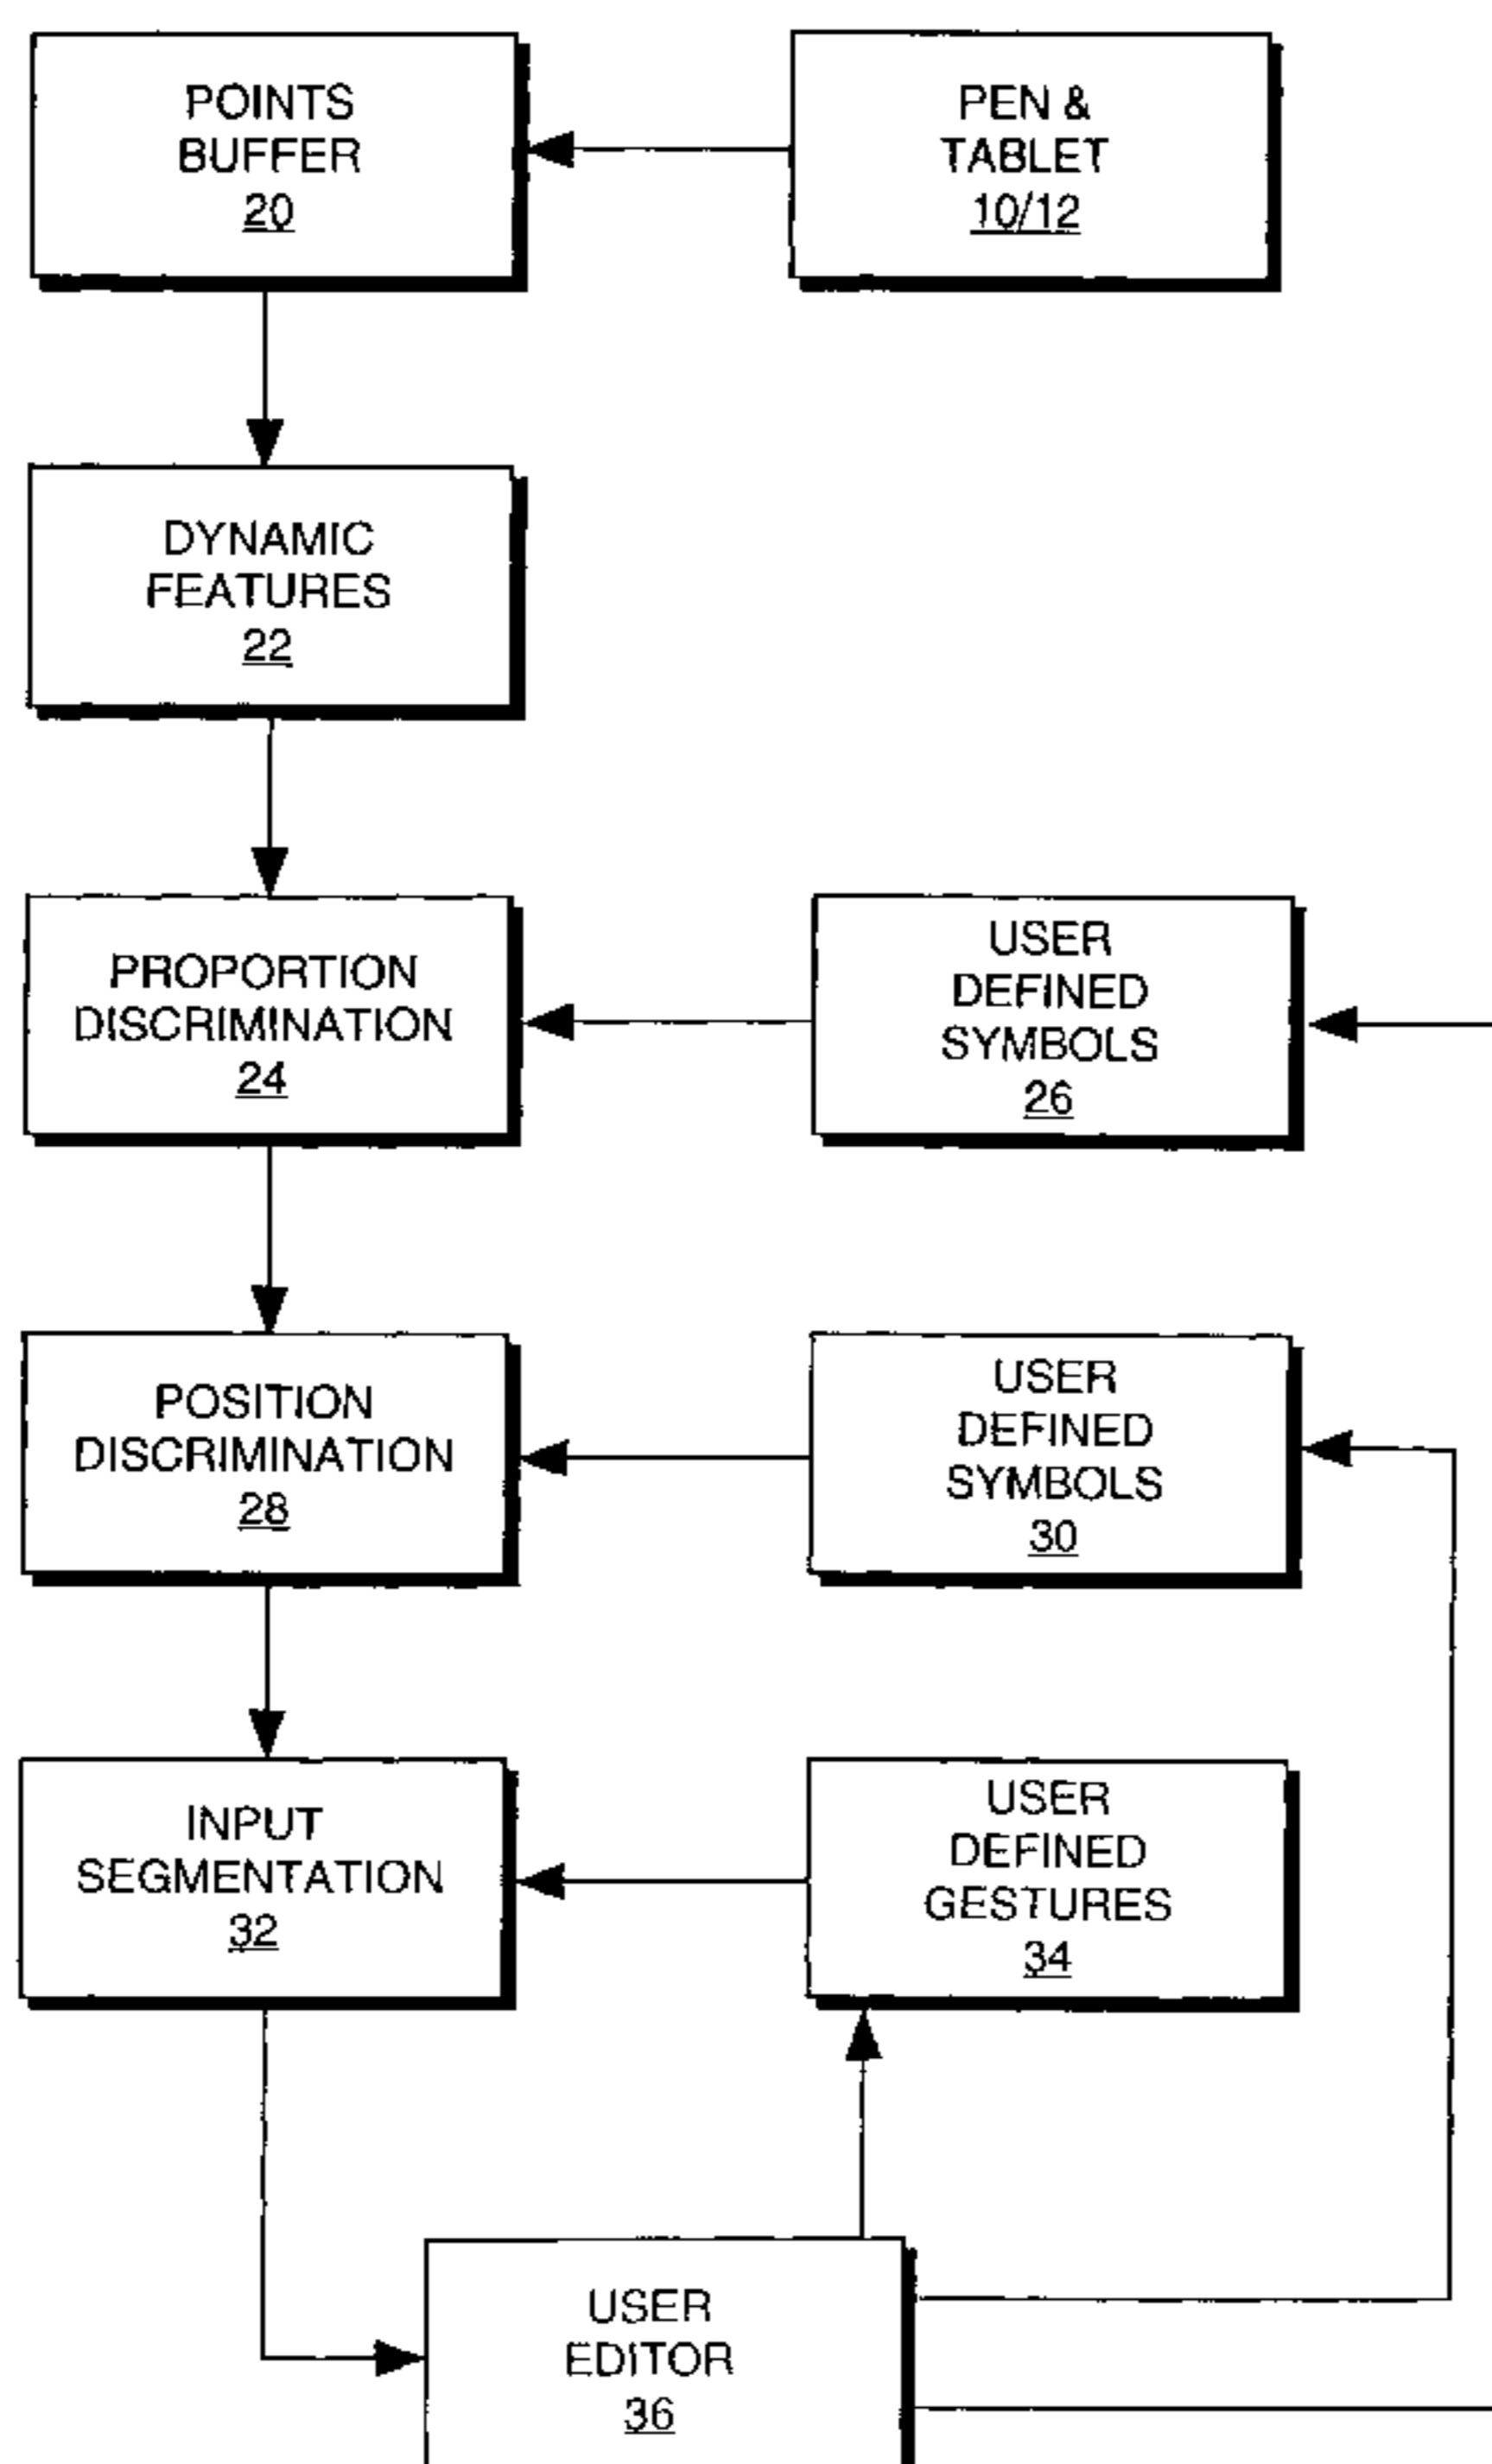 POINTS
BUFFER
20
PEN &
TABLET
10/12
DYNAMIC
FEATURES
22
PROPORTION
DISCRIMINATION
24
USER
DEFINED
SYMBOLS
26
POSITION
DISCRIMINATION
28
USER
DEFINED
SYMBOLS
30
INPUT
SEGMENTATION
32
USER
DEFINED
GESTURES
34
USER
EDITOR
36